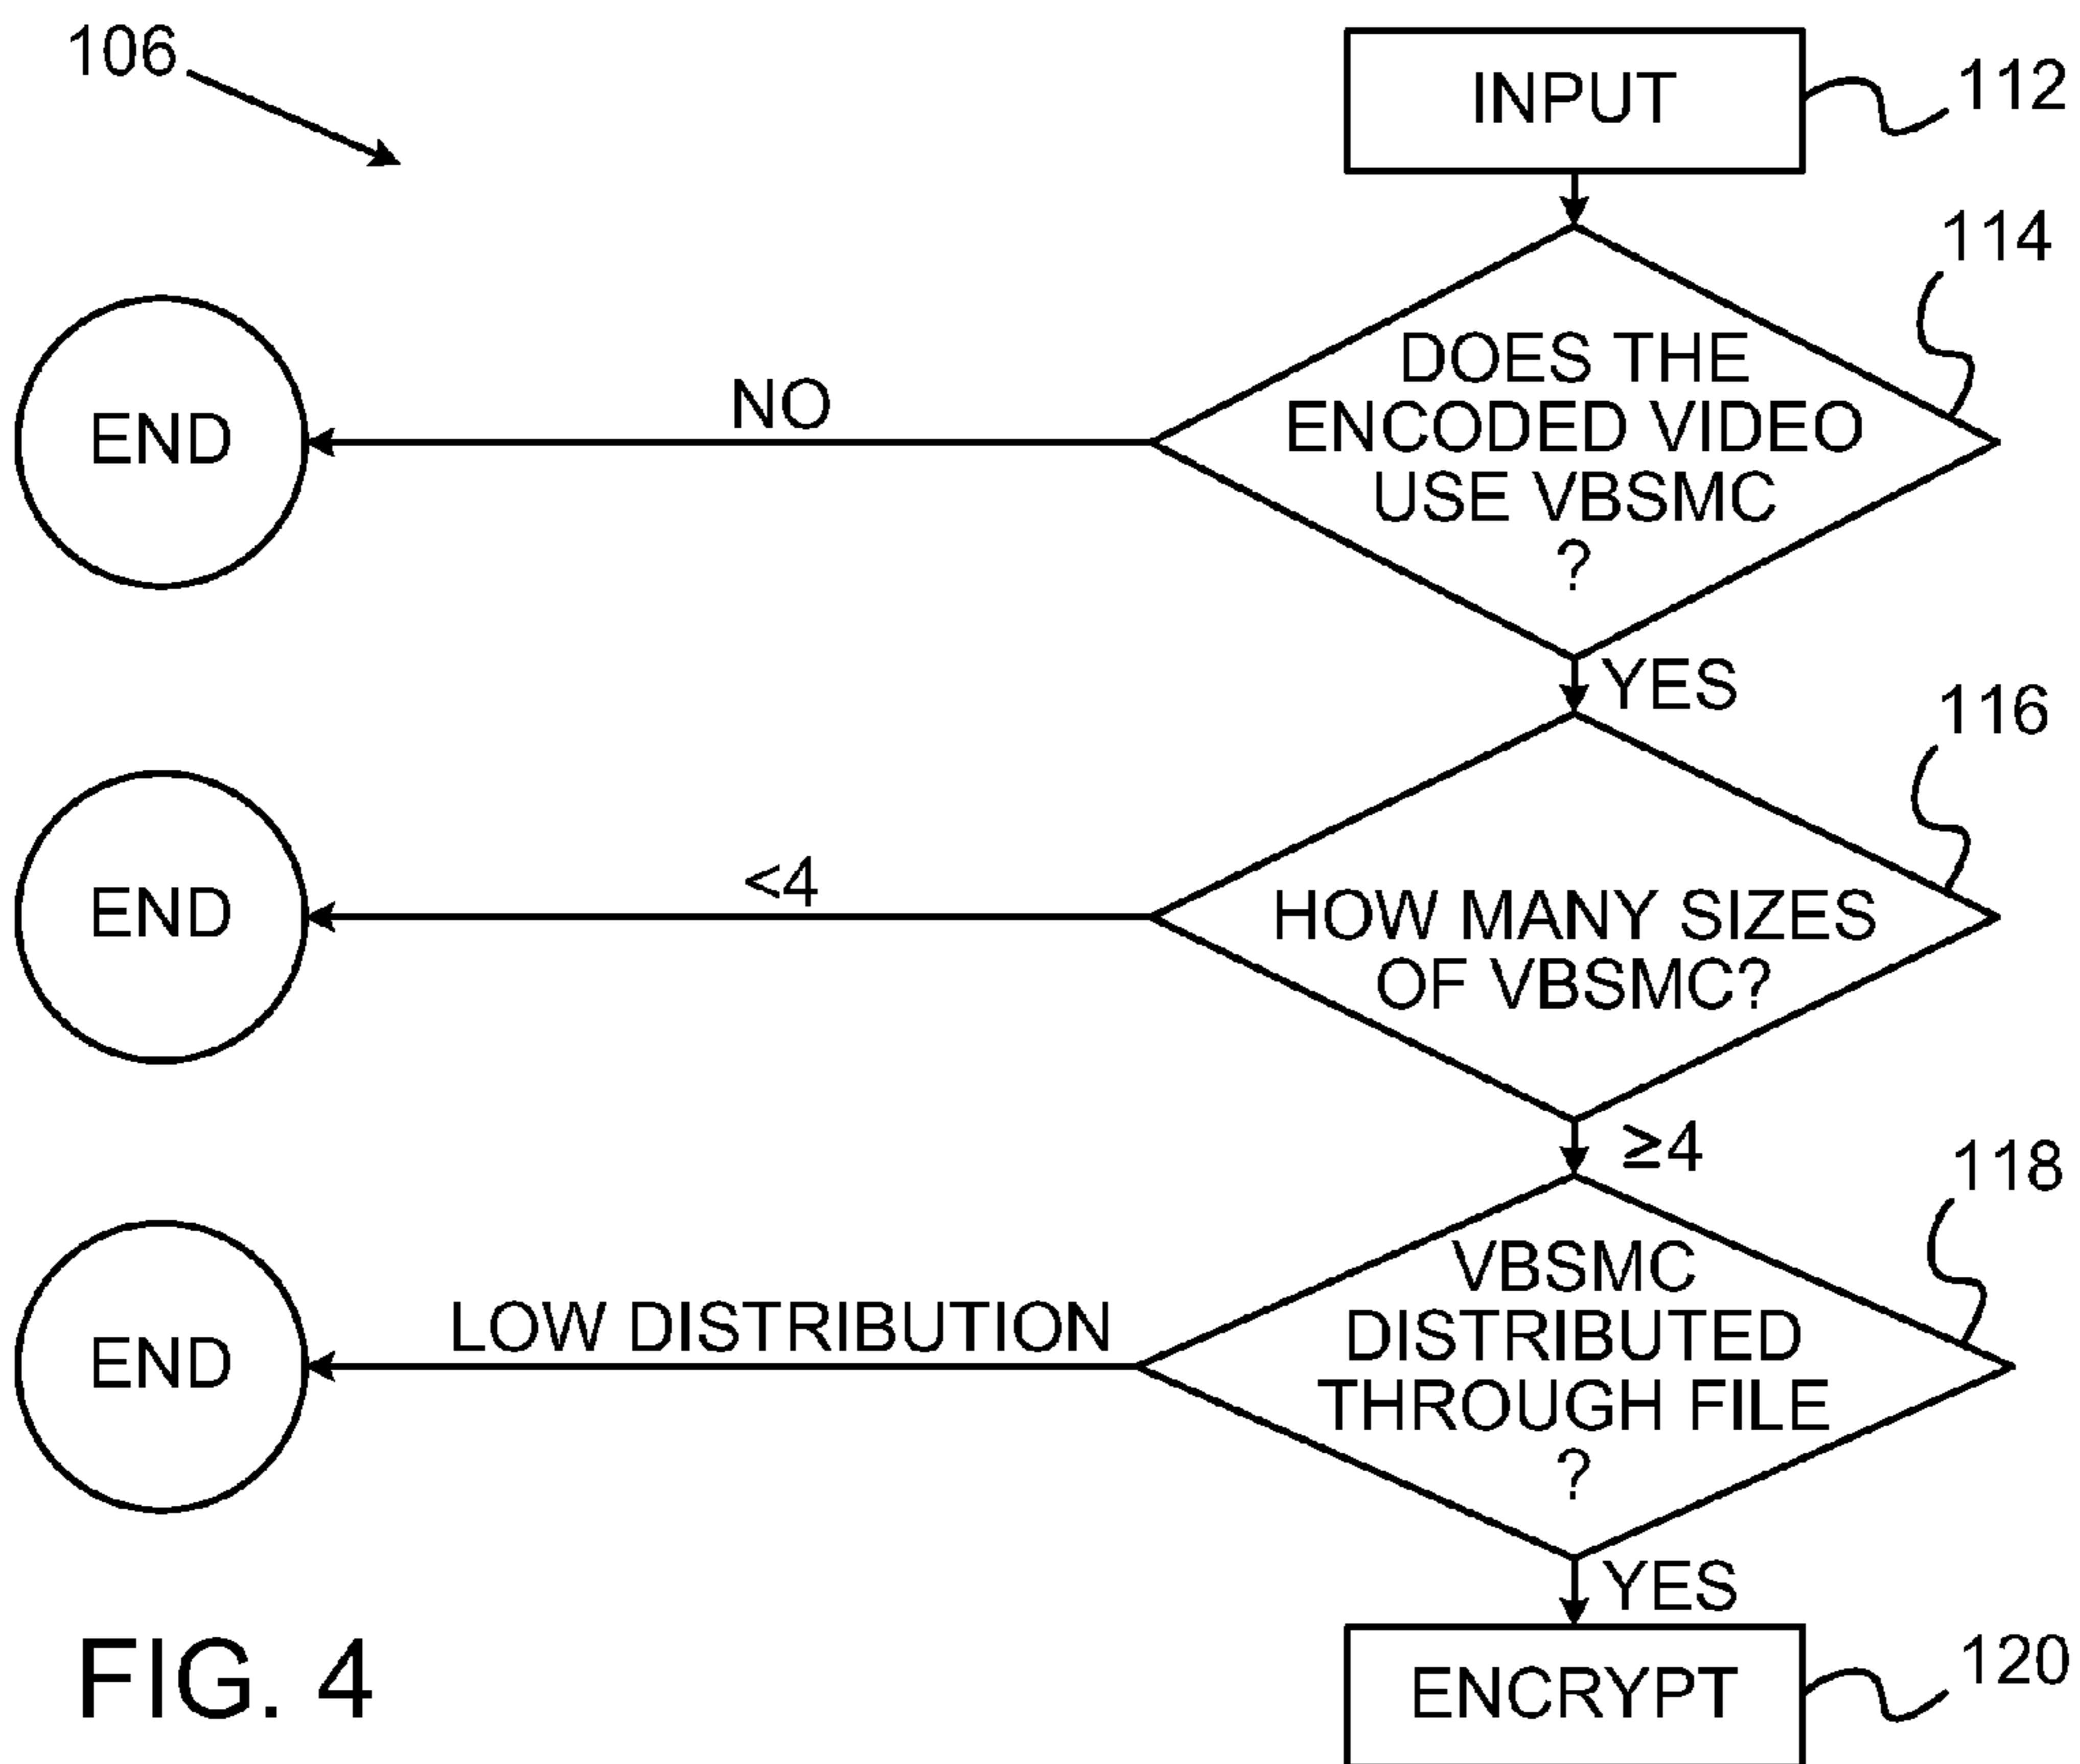 106
INPUT
112
114
DOES THE
ENCODED VIDEO
USE VBSMC
?
NO
END
YES
116
HOW MANY SIZES
OF VBSMC?
<4
END
≥4
118
VBSMC
DISTRIBUTED
THROUGH FILE
?
LOW DISTRIBUTION
END
YES
ENCRYPT
120
FIG. 4